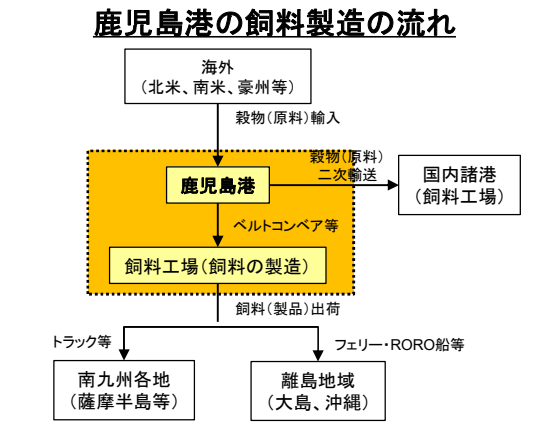 鹿児島港の飼料製造の流れ
海外
(北米、南米、豪州等)
穀物(原料)輸入
穀物(原料)
二次輸送
鹿児島港
国内諸港
(飼料工場)
ベルトコンベア等
飼料工場(飼料の製造)
飼料(製品)出荷
トラック等
フェリー・RORO船等
南九州各地
(薩摩半島等)
離島地域
(大島、沖縄)